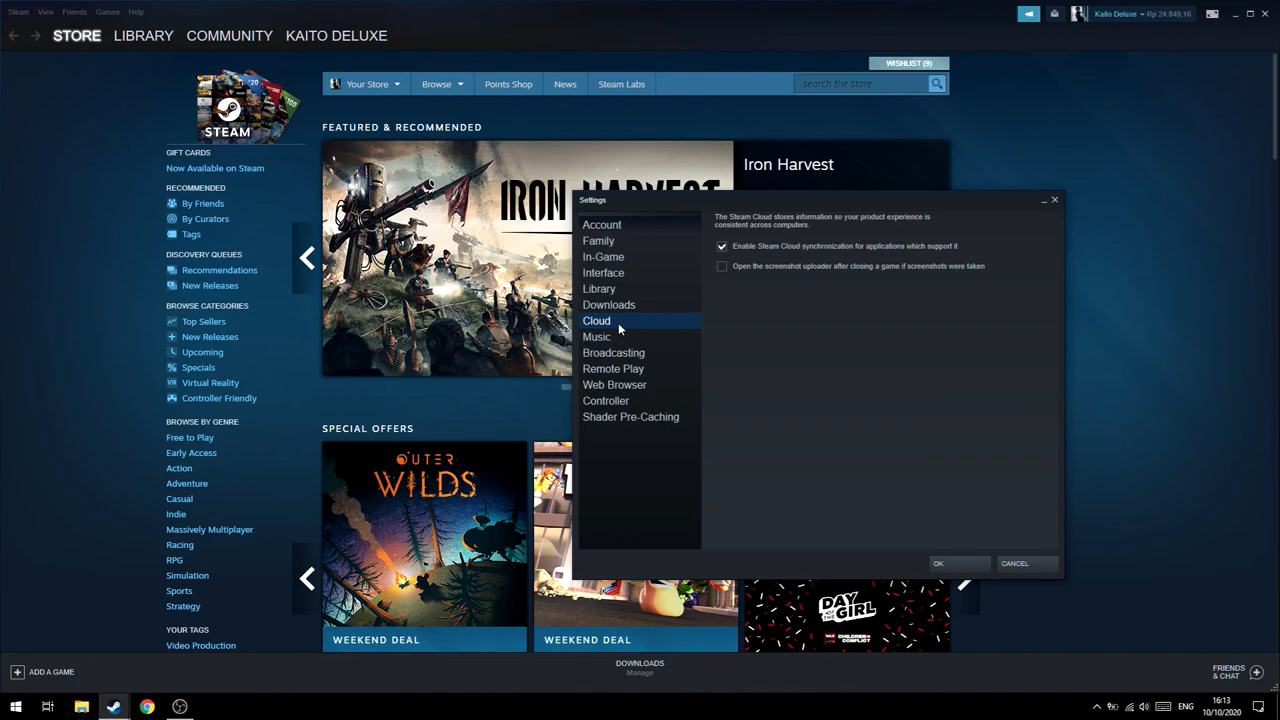 Steam View Friends Games Help
Kaito Deluxe Rp 24.849,16
STORE LIBRARY COMMUNITY KAITO DELUXE
WISHLIST (9)
Your Store Browse Points Shop News Steam Labs search the store
$20
$100
STEAM
GIFT CARDS
Now Available on Steam
RECOMMENDED
By Friends
By Curators
Tags
DISCOVERY QUEUES
Recommendations
New Releases
BROWSE CATEGORIES
Top Sellers
New Releases
Upcoming
Specials
VR Virtual Reality
Controller Friendly
BROWSE BY GENRE
Free to Play
Early Access
Action
Adventure
Casual
Indie
Massively Multiplayer
Racing
RPG
Simulation
Sports
Strategy
YOUR TAGS
Video Production
FEATURED & RECOMMENDED
IRON HARVEST
Iron Harvest
Settings
Account
Family
In-Game
Interface
Library
Downloads
Cloud
Music
Broadcasting
Remote Play
Web Browser
Controller
Shader Pre-Caching
The Steam Cloud stores information so your product experience is
consistent across computers.
Enable Steam Cloud synchronization for applications which support it
Open the screenshot uploader after closing a game if screenshots were taken
OK CANCEL
SPECIAL OFFERS
OUTER
WILDS
WEEKEND DEAL
WEEKEND DEAL
DAY OF
THE GIRL
WAR CHILDREN
CONFLICT
ADD A GAME
DOWNLOADS
Manage
FRIENDS
& CHAT
16:13
10/10/2020